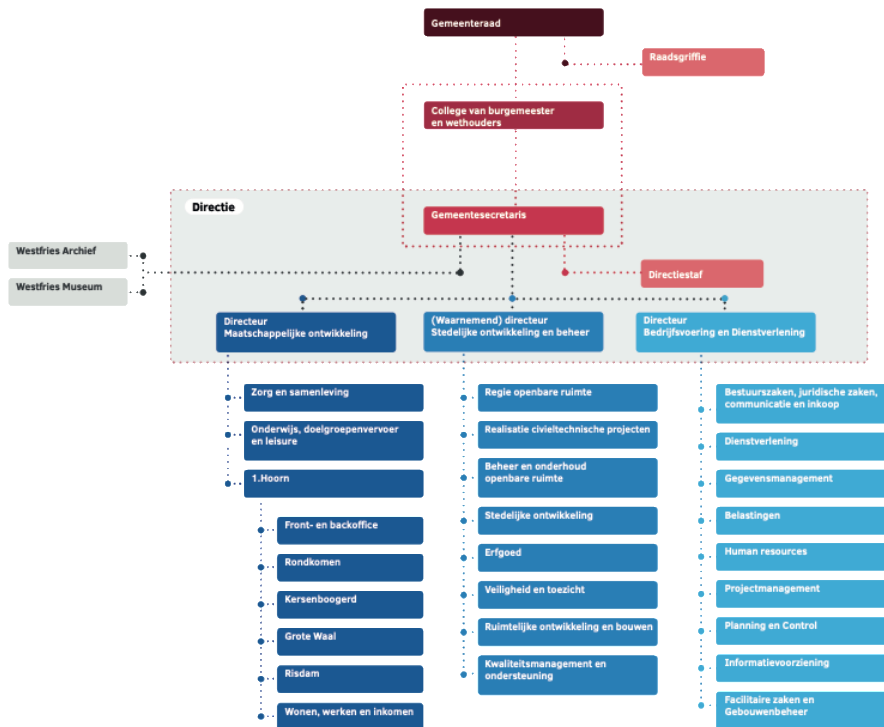 Gemeenteraad
Raadsgriffie
College van burgemeester
en wethouders
Directie
Gemeentesecretaris
Westfries Archief
Westfries Museum
Directiestaf
Directeur
Maatschappelijke ontwikkeling
(Waarnemend) directeur
Stedelijke ontwikkeling en beheer
Directeur
Bedrijfsvoering en Dienstverlening
Zorg en samenleving
Onderwijs, doelgroepenvervoer
en leisure
1.Hoorn
Front- en backoffice
Rondkomen
Kersenboogerd
Grote Waal
Risdam
Wonen, werken en inkomen
Regie openbare ruimte
Realisatie civieltechnische projecten
Beheer en onderhoud
openbare ruimte
Stedelijke ontwikkeling
Erfgoed
Veiligheid en toezicht
Ruimtelijke ontwikkeling en bouwen
Kwaliteitsmanagement en
ondersteuning
Bestuurszaken, juridische zaken,
communicatie en inkoop
Dienstverlening
Gegevensmanagement
Belastingen
Human resources
Projectmanagement
Planning en Control
Informatievoorziening
Facilitaire zaken en
Gebouwenbeheer